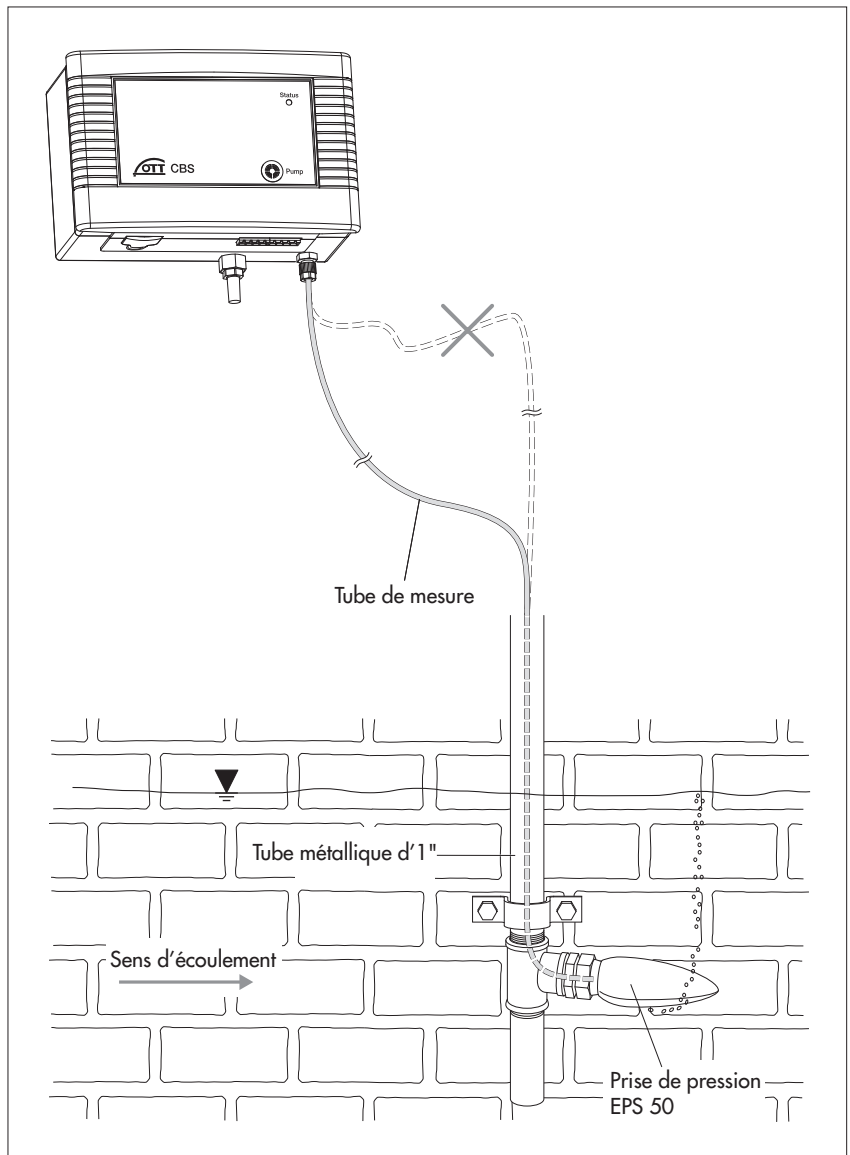 Status
OTT CBS
Pump
Tube de mesure
Tube métallique d'1"
Sens d'écoulement
Prise de pression
EPS 50